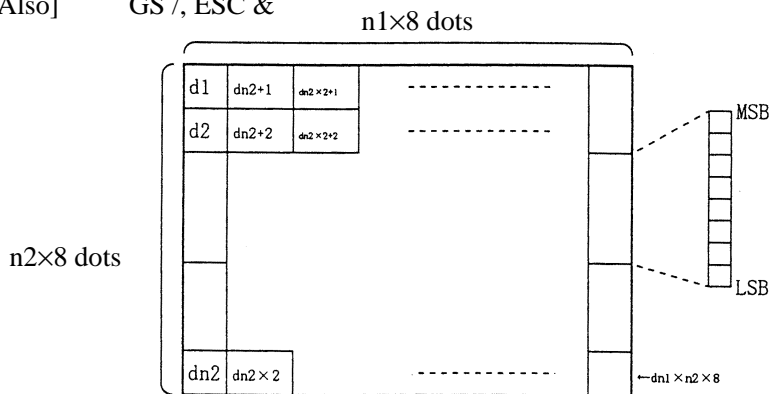 Also] GS /, ESC &
n1×8 dots
d1 dn2+1 dn2×2+1
d2 dn2+2 dn2×2+2
MSB
n2×8 dots
LSB
dn2 dn2×2 ←dn1×n2×8